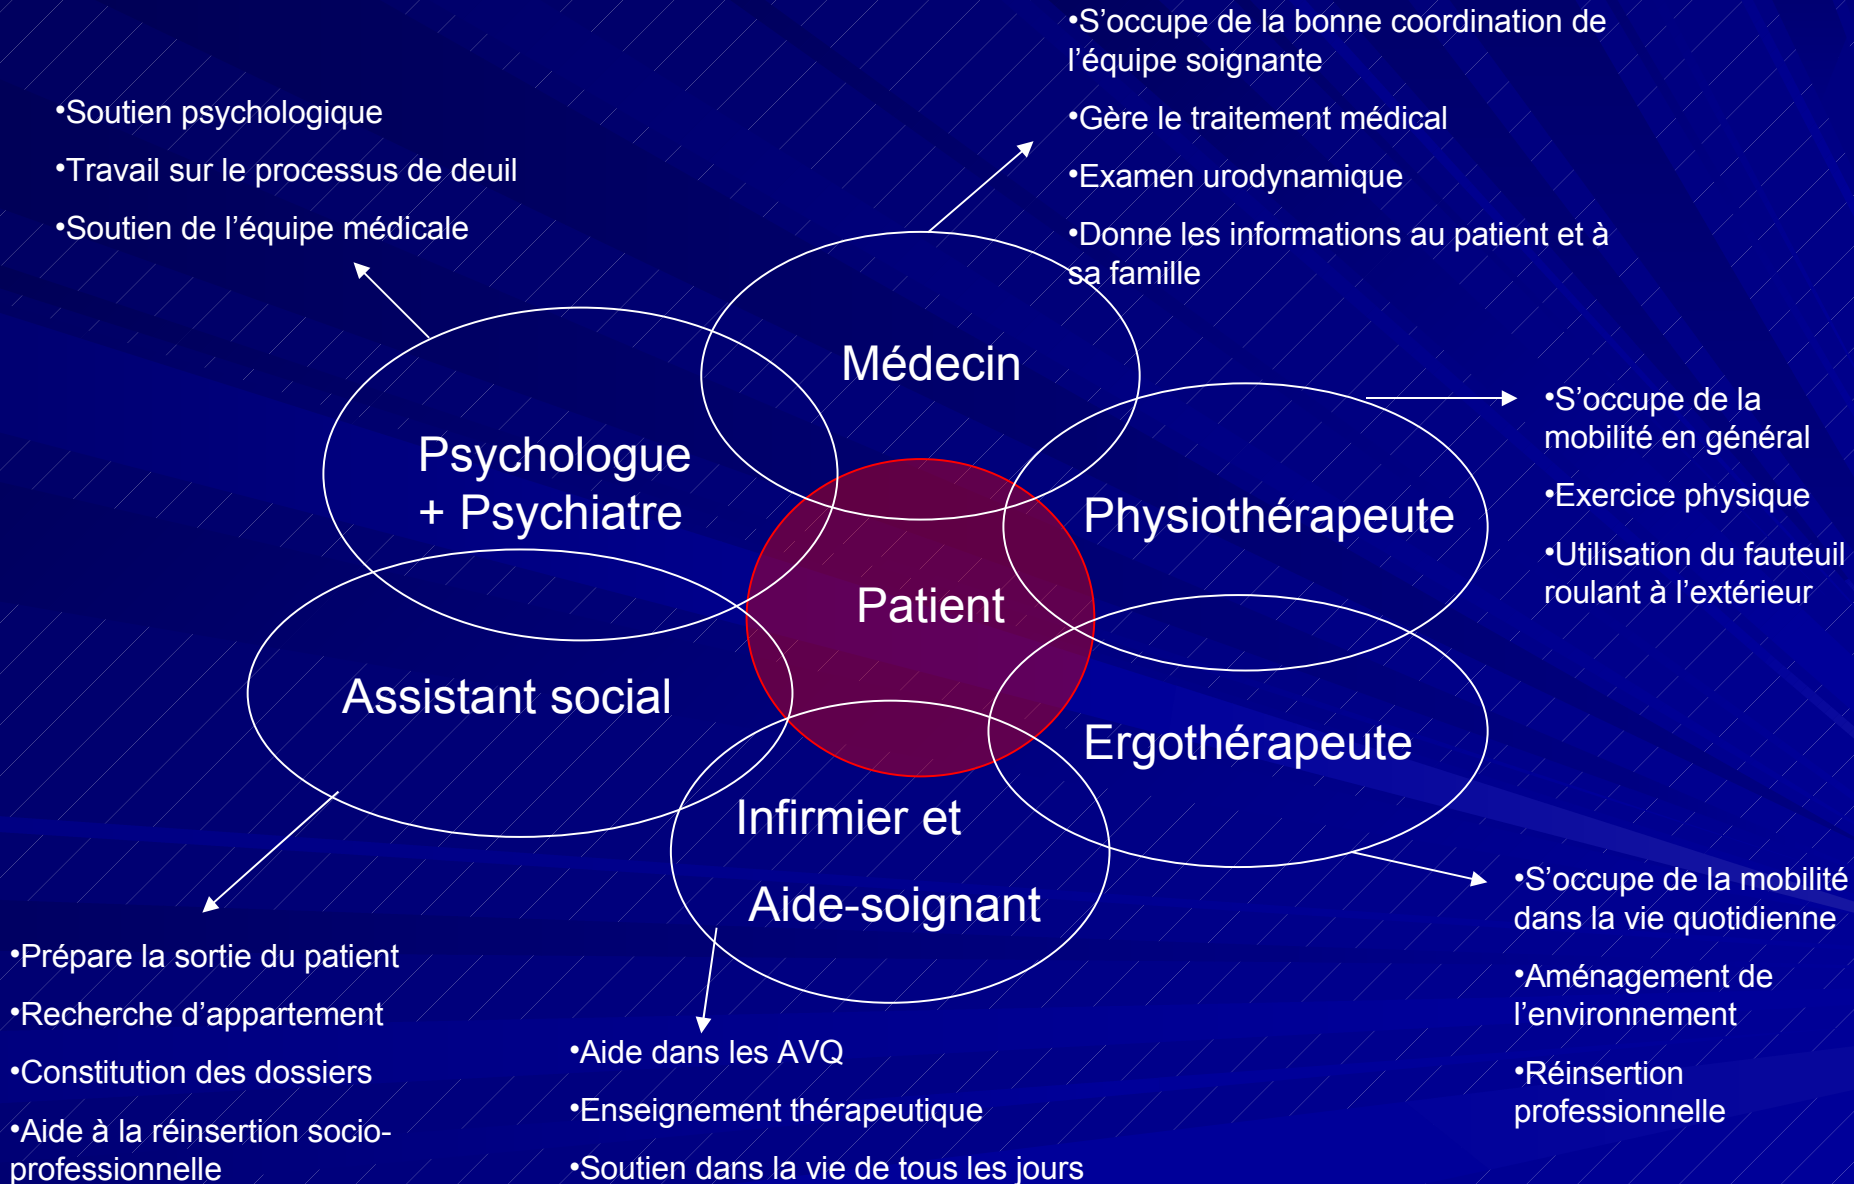 •S’occupe de la bonne coordination de
l’équipe soignante
•Gère le traitement médical
•Examen urodynamique
•Donne les informations au patient et à
sa famille
•Soutien psychologique
•Travail sur le processus de deuil
•Soutien de l’équipe médicale
Médecin
Psychologue
+ Psychiatre
Physiothérapeute
•S’occupe de la
mobilité en général
•Exercice physique
•Utilisation du fauteuil
roulant à l’extérieur
Patient
Assistant social
Ergothérapeute
Infirmier et
Aide-soignant
•S’occupe de la mobilité
dans la vie quotidienne
•Aménagement de
l’environnement
•Réinsertion
professionnelle
•Prépare la sortie du patient
•Recherche d’appartement
•Constitution des dossiers
•Aide à la réinsertion socio-
professionnelle
•Aide dans les AVQ
•Enseignement thérapeutique
•Soutien dans la vie de tous les jours